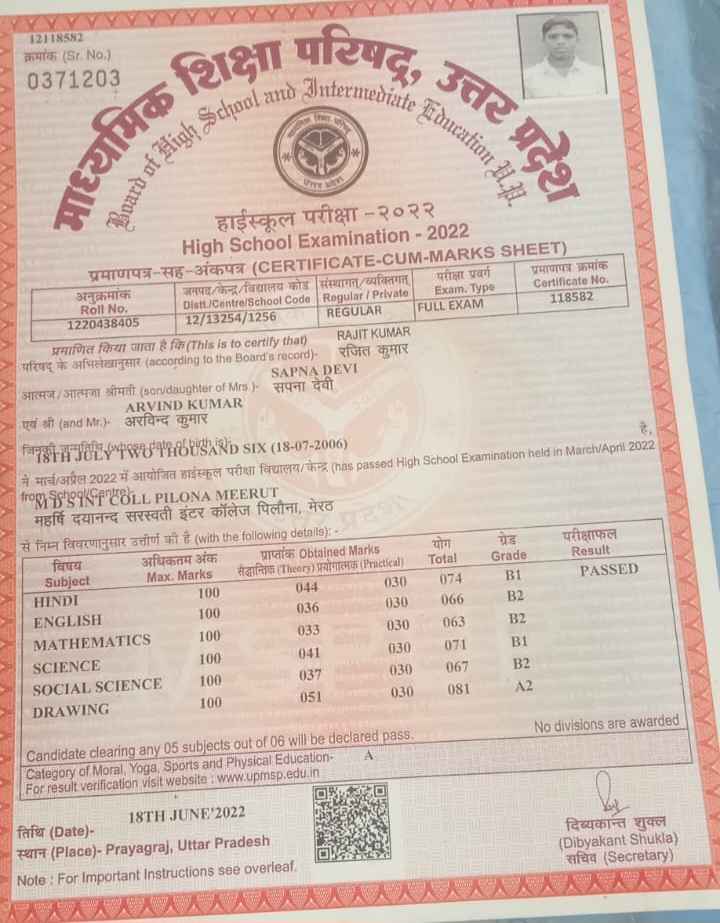 12118582
क्रमांक (Sr. No.)
0371203
माध्यमिक शिक्षा परिषद्, उत्तर प्रदेश
Board of High School and Intermediate Education U.P.
हाईस्कूल परीक्षा -२०२२
High School Examination - 2022
प्रमाणपत्र-सह-अंकपत्र (CERTIFICATE-CUM-MARKS SHEET)
अनुक्रमांक जनपद/केन्द्र/विद्यालय कोड संस्थागत/व्यक्तिगत परीक्षा प्रवर्ग प्रमाणपत्र क्रमांक
Roll No. Distt./Centre/School Code Regular / Private Exam. Type Certificate No.
1220438405 12/13254/1256 REGULAR FULL EXAM 118582
प्रमाणित किया जाता है कि(This is to certify that) RAJIT KUMAR
परिषद् के अभिलेखानुसार (according to the Board's record)- रजित कुमार
SAPNA DEVI
आत्मज/आत्मजा श्रीमती (son/daughter of Mrs.)- सपना देवी
ARVIND KUMAR
एवं श्री (and Mr.)- अरविन्द कुमार
जिनकी जन्मतिथि (whose date of birth is)- है,
18TH JULY TWO THOUSAND SIX (18-07-2006)
ने मार्च/अप्रैल 2022 में आयोजित हाईस्कूल परीक्षा विद्यालय/केन्द्र (has passed High School Examination held in March/April 2022
from School/Centre)-
M D S INT COLL PILONA MEERUT
महर्षि दयानन्द सरस्वती इंटर कॉलेज पिलौना, मेरठ
से निम्न विवरणानुसार उत्तीर्ण की है (with the following details): -
विषय अधिकतम अंक प्राप्तांक Obtained Marks योग ग्रेड परीक्षाफल
Subject Max. Marks सैद्धान्तिक (Theory) प्रयोगात्मक (Practical) Total Grade Result
HINDI 100 044 030 074 B1 PASSED
ENGLISH 100 036 030 066 B2
MATHEMATICS 100 033 030 063 B2
SCIENCE 100 041 030 071 B1
SOCIAL SCIENCE 100 037 030 067 B2
DRAWING 100 051 030 081 A2
Candidate clearing any 05 subjects out of 06 will be declared pass. No divisions are awarded
Category of Moral, Yoga, Sports and Physical Education- A
For result verification visit website : www.upmsp.edu.in
तिथि (Date)- 18TH JUNE'2022
स्थान (Place)- Prayagraj, Uttar Pradesh
Note : For Important Instructions see overleaf.
दिब्यकान्त शुक्ल
(Dibyakant Shukla)
सचिव (Secretary)